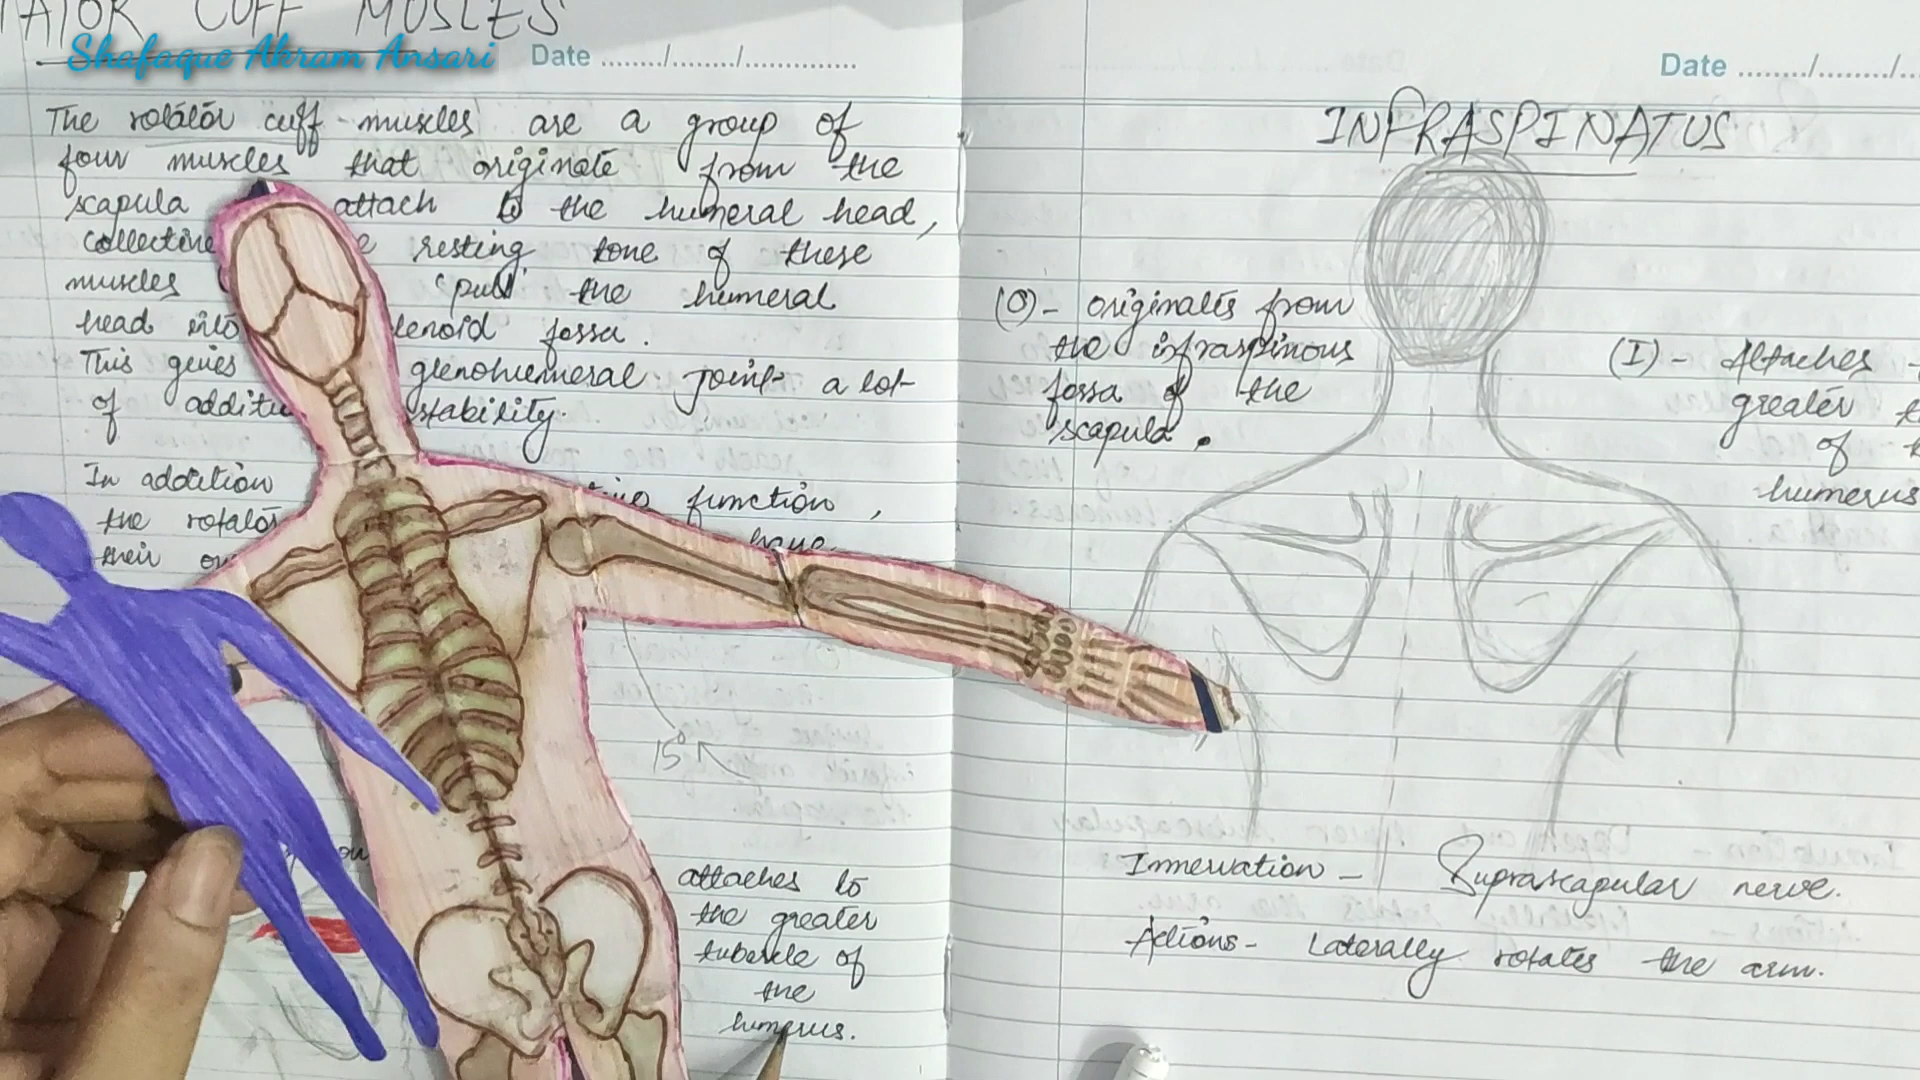 CUFF MUSCLES
Shafaque Akram Ansari
Date ......../......../..............
The rotator cuff muscles are a group of
four muscles that originate from the
scapula attach to the humeral head,
resting tone of these
muscles "pull" the humeral
head into fossa.
This gives glenohumeral joint a lot
of stability.
In addition function,
the rotator
their
15°
attaches to
the greater
tubercle of
the
humerus.
Date ......../......../...
INFRASPINATUS
(O)- originates from
the infraspinous
fossa of the
scapula.
(I)- Attaches
greater
of
humerus
Innervation - Suprascapular nerve.
Actions- Laterally rotates the arm.